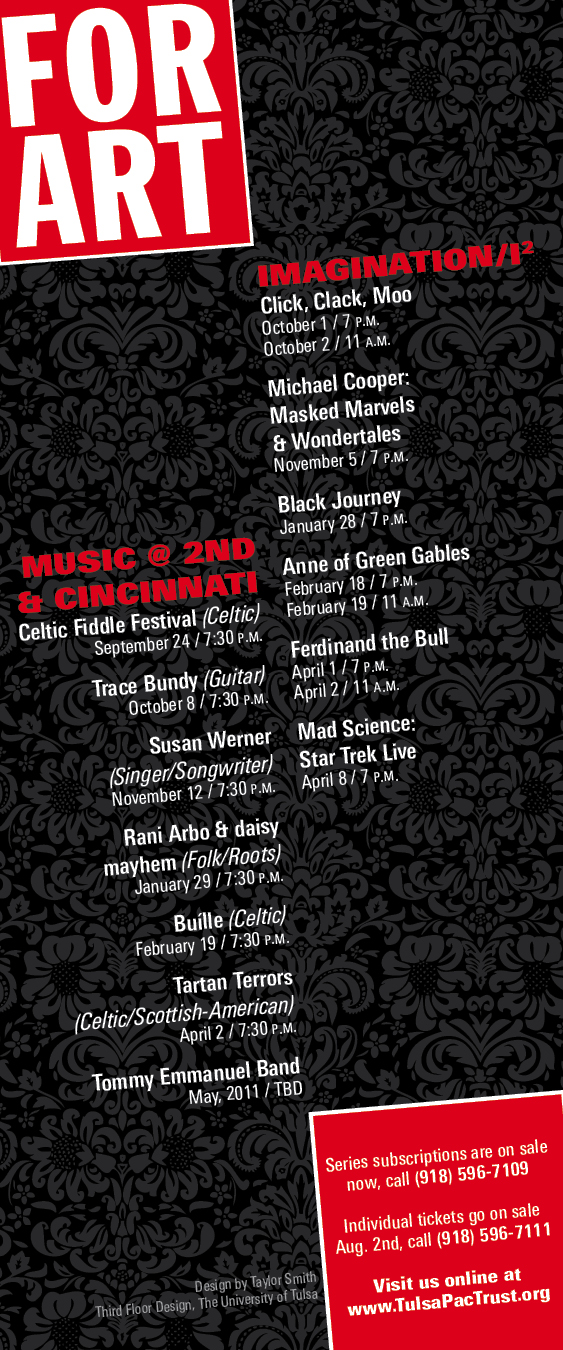 FOR
ART
IMAGINATION/I²
Click, Clack, Moo
October 1 / 7 P.M.
October 2 / 11 A.M.
Michael Cooper:
Masked Marvels
& Wondertales
November 5 / 7 P.M.
Black Journey
January 28 / 7 P.M.
Anne of Green Gables
February 18 / 7 P.M.
February 19 / 11 A.M.
Ferdinand the Bull
April 1 / 7 P.M.
April 2 / 11 A.M.
Mad Science:
Star Trek Live
April 8 / 7 P.M.
MUSIC @ 2ND
& CINCINNATI
Celtic Fiddle Festival (Celtic)
September 24 / 7:30 P.M.
Trace Bundy (Guitar)
October 8 / 7:30 P.M.
Susan Werner
(Singer/Songwriter)
November 12 / 7:30 P.M.
Rani Arbo & daisy
mayhem (Folk/Roots)
January 29 / 7:30 P.M.
Buílle (Celtic)
February 19 / 7:30 P.M.
Tartan Terrors
(Celtic/Scottish-American)
April 2 / 7:30 P.M.
Tommy Emmanuel Band
May, 2011 / TBD
Series subscriptions are on sale
now, call (918) 596-7109
Individual tickets go on sale
Aug. 2nd, call (918) 596-7111
Visit us online at
www.TulsaPacTrust.org
Design by Taylor Smith
Third Floor Design, The University of Tulsa